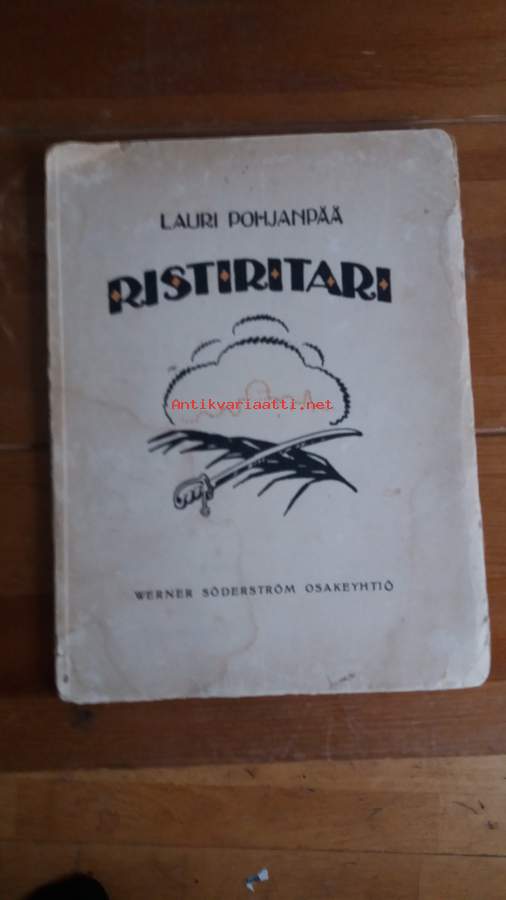 LAURI POHJANPÄÄ
RISTIRITARI
Antikvariaatti.net
WERNER SÖDERSTRÖM OSAKEYHTIÖ